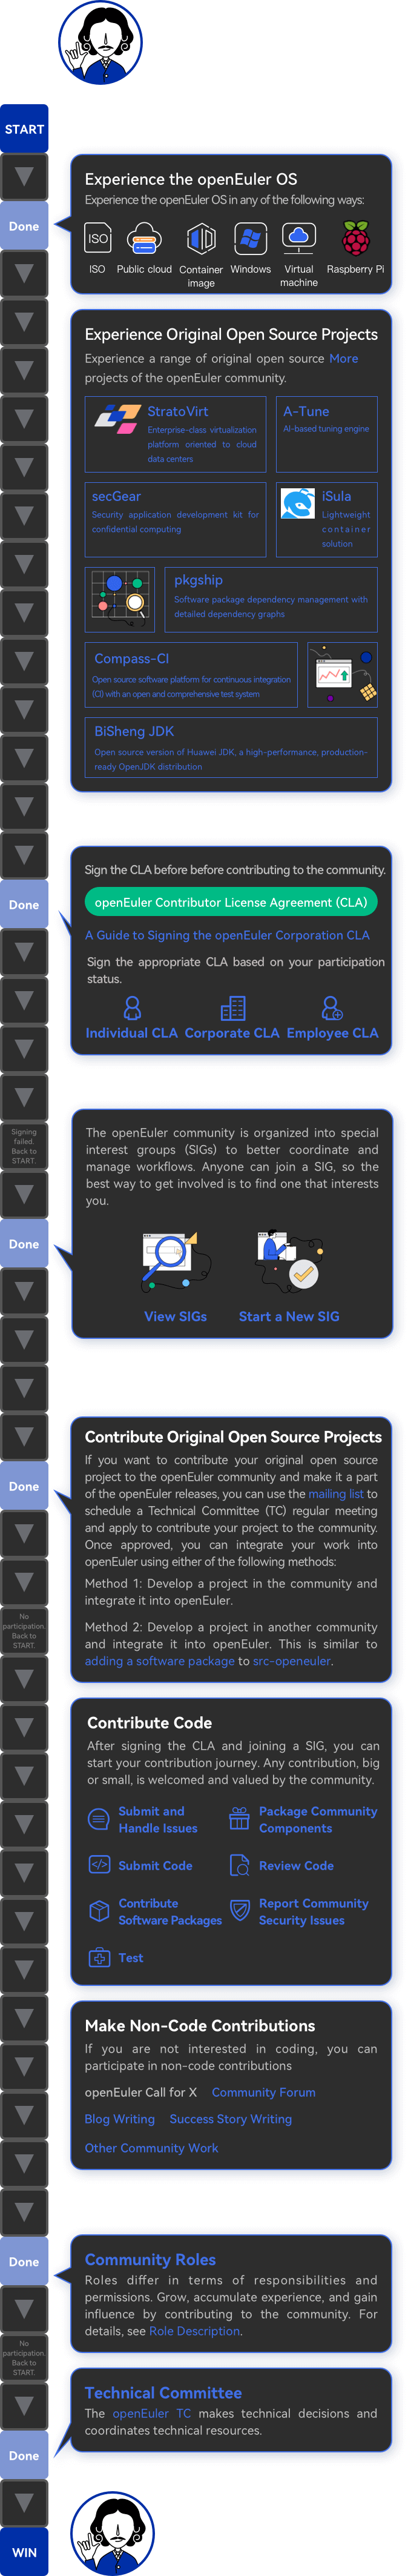 START
Experience the openEuler OS
Experience the openEuler OS in any of the following ways:
Done
ISO
ISO
Public cloud
Container
image
Windows
Virtual
machine
Raspberry Pi
Experience Original Open Source Projects
Experience a range of original open source More
projects of the openEuler community.
StratoVirt
Enterprise-class virtualization
platform oriented to cloud
data centers
A-Tune
AI-based tuning engine
secGear
Security application development kit for
confidential computing
iSula
Lightweight
container
solution
pkgship
Software package dependency management with
detailed dependency graphs
Compass-CI
Open source software platform for continuous integration
(CI) with an open and comprehensive test system
BiSheng JDK
Open source version of Huawei JDK, a high-performance, production-
ready OpenJDK distribution
Sign the CLA before before contributing to the community.
Done
openEuler Contributor License Agreement (CLA)
A Guide to Signing the openEuler Corporation CLA
Sign the appropriate CLA based on your participation
status.
Individual CLA
Corporate CLA
Employee CLA
Signing
failed.
Back to
START.
The openEuler community is organized into special
interest groups (SIGs) to better coordinate and
manage workflows. Anyone can join a SIG, so the
best way to get involved is to find one that interests
you.
Done
View SIGs
Start a New SIG
Contribute Original Open Source Projects
If you want to contribute your original open source
project to the openEuler community and make it a part
of the openEuler releases, you can use the mailing list to
schedule a Technical Committee (TC) regular meeting
and apply to contribute your project to the community.
Once approved, you can integrate your work into
openEuler using either of the following methods:
Done
Method 1: Develop a project in the community and
integrate it into openEuler.
Method 2: Develop a project in another community
and integrate it into openEuler. This is similar to
adding a software package to src-openeuler.
No
participation.
Back to
START.
Contribute Code
After signing the CLA and joining a SIG, you can
start your contribution journey. Any contribution, big
or small, is welcomed and valued by the community.
Submit and
Handle Issues
Package Community
Components
Submit Code
Review Code
Contribute
Software Packages
Report Community
Security Issues
Test
Make Non-Code Contributions
If you are not interested in coding, you can
participate in non-code contributions
openEuler Call for X
Community Forum
Blog Writing
Success Story Writing
Other Community Work
Done
Community Roles
Roles differ in terms of responsibilities and
permissions. Grow, accumulate experience, and gain
influence by contributing to the community. For
details, see Role Description.
No
participation.
Back to
START.
Technical Committee
The openEuler TC makes technical decisions and
coordinates technical resources.
Done
WIN